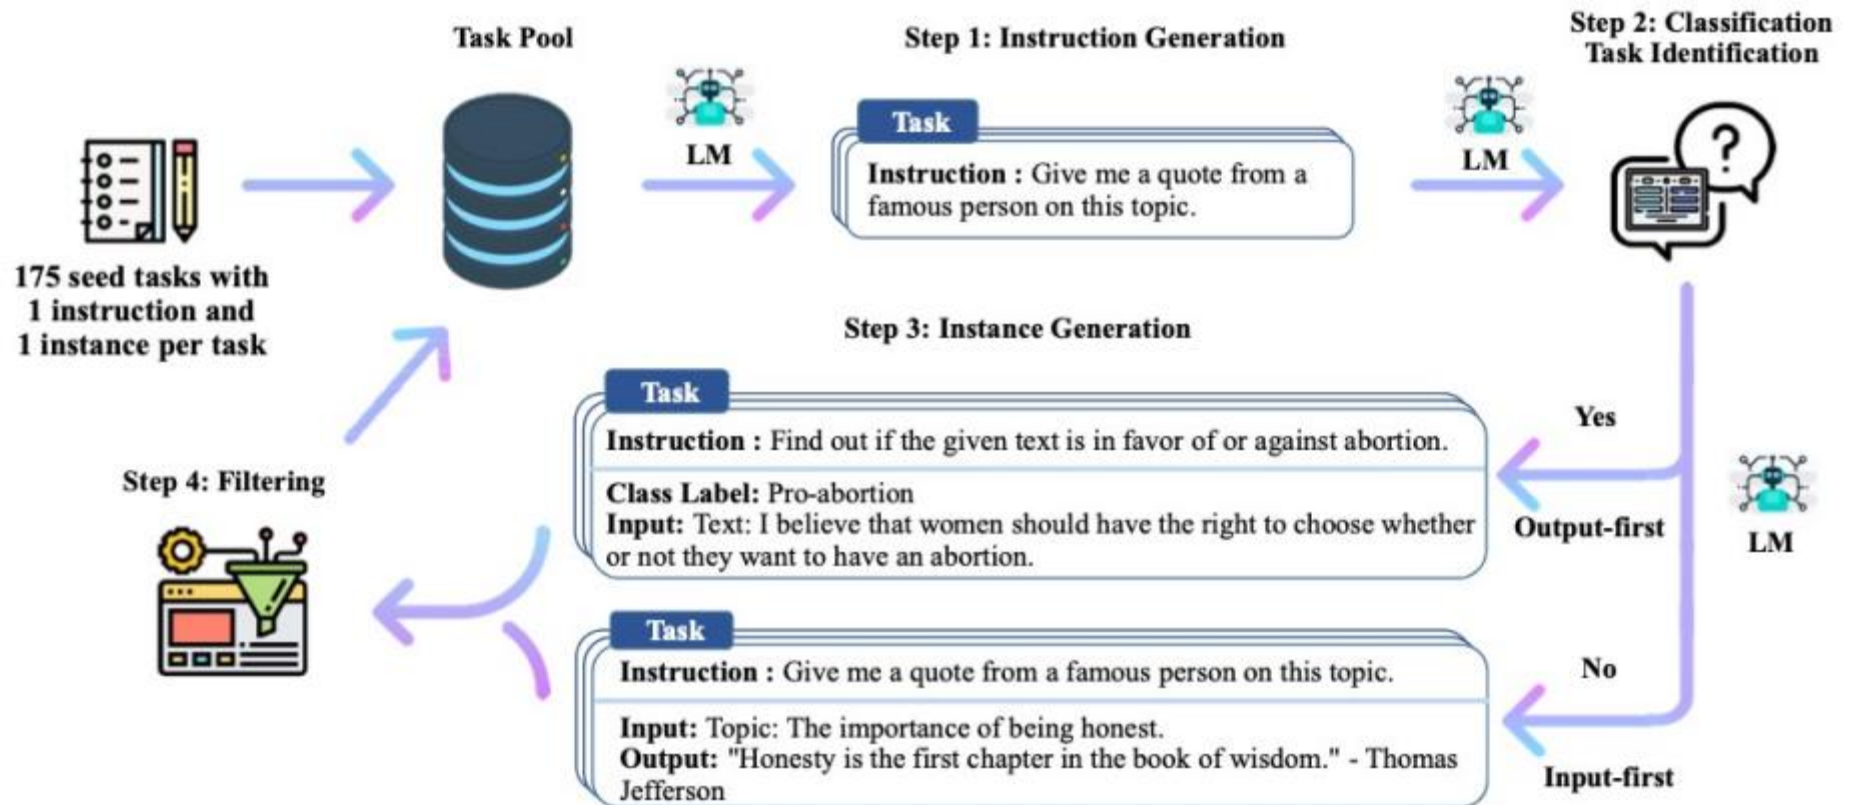 Task Pool
Step 1: Instruction Generation
Step 2: Classification
Task Identification
LM
Task
Instruction : Give me a quote from a
famous person on this topic.
LM
175 seed tasks with
1 instruction and
1 instance per task
Step 3: Instance Generation
Task
Instruction : Find out if the given text is in favor of or against abortion.
Class Label: Pro-abortion
Input: Text: I believe that women should have the right to choose whether
or not they want to have an abortion.
Yes
Output-first
LM
Step 4: Filtering
Task
Instruction : Give me a quote from a famous person on this topic.
Input: Topic: The importance of being honest.
Output: "Honesty is the first chapter in the book of wisdom." - Thomas
Jefferson
No
Input-first